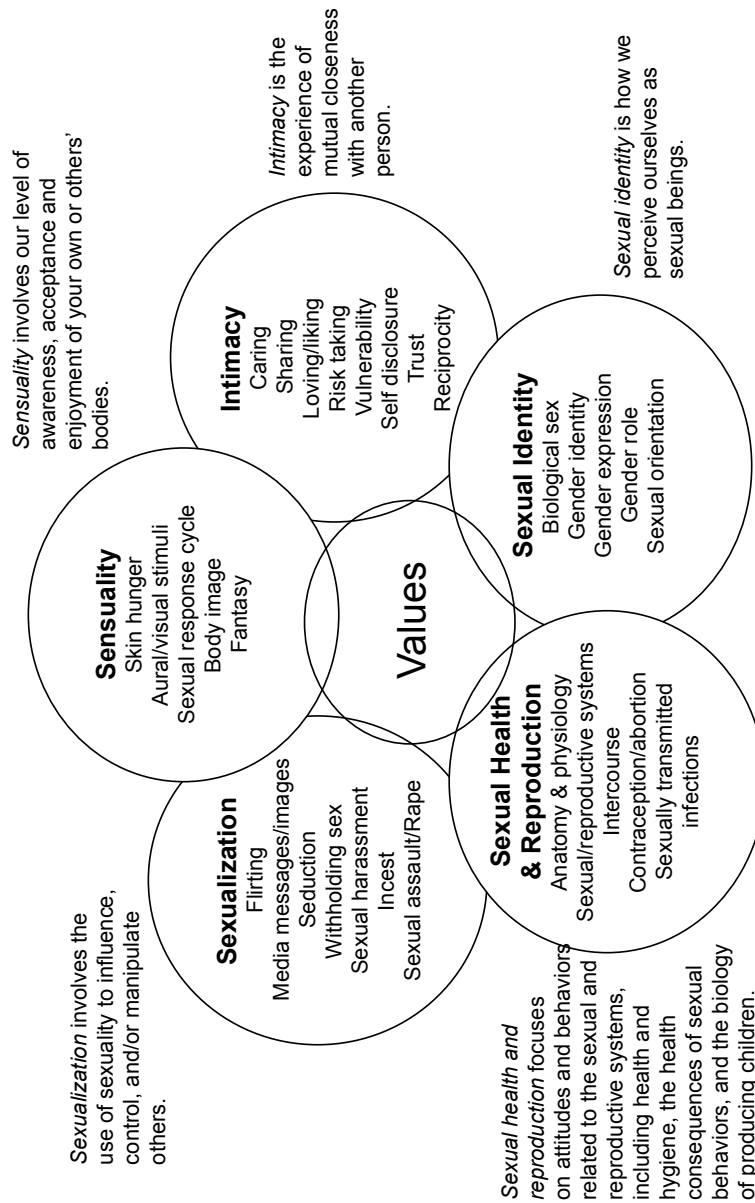 Sensuality involves our level of
awareness, acceptance and
enjoyment of your own or others’
bodies.
Sensuality
Skin hunger
Aural/visual stimuli
Sexual response cycle
Body image
Fantasy
Intimacy is the
experience of
mutual closeness
with another
person.
Intimacy
Caring
Sharing
Loving/liking
Risk taking
Vulnerability
Self disclosure
Trust
Reciprocity
Sexual identity is how we
perceive ourselves as
sexual beings.
Sexual Identity
Biological sex
Gender identity
Gender expression
Gender role
Sexual orientation
Sexual health and
reproduction focuses
on attitudes and behaviors
related to the sexual and
reproductive systems,
including health and
hygiene, the health
consequences of sexual
behaviors, and the biology
of producing children.
Sexual Health
& Reproduction
Anatomy & physiology
Sexual/reproductive systems
Intercourse
Contraception/abortion
Sexually transmitted
infections
Sexualization involves the
use of sexuality to influence,
control, and/or manipulate
others.
Sexualization
Flirting
Media messages/images
Seduction
Withholding sex
Sexual harassment
Incest
Sexual assault/Rape
Values